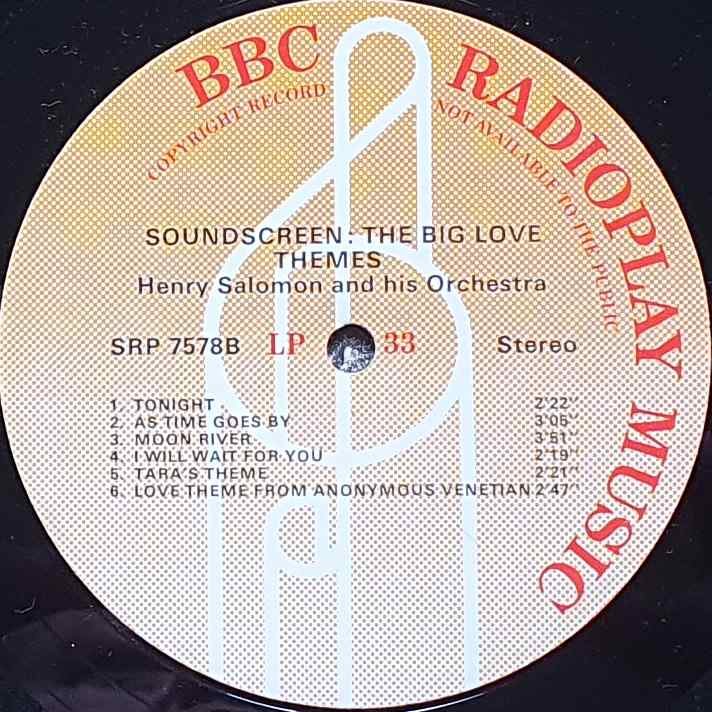 BBC RADIOPLAY MUSIC
COPYRIGHT RECORD NOT AVAILABLE TO THE PUBLIC
SOUNDSCREEN: THE BIG LOVE
THEMES
Henry Salomon and his Orchestra
SRP 7578B LP 33 Stereo
1. TONIGHT 2'22"
2. AS TIME GOES BY 3'05"
3. MOON RIVER 3'51"
4. I WILL WAIT FOR YOU 2'19"
5. TARA'S THEME 2'21"
6. LOVE THEME FROM ANONYMOUS VENETIAN 2'47"